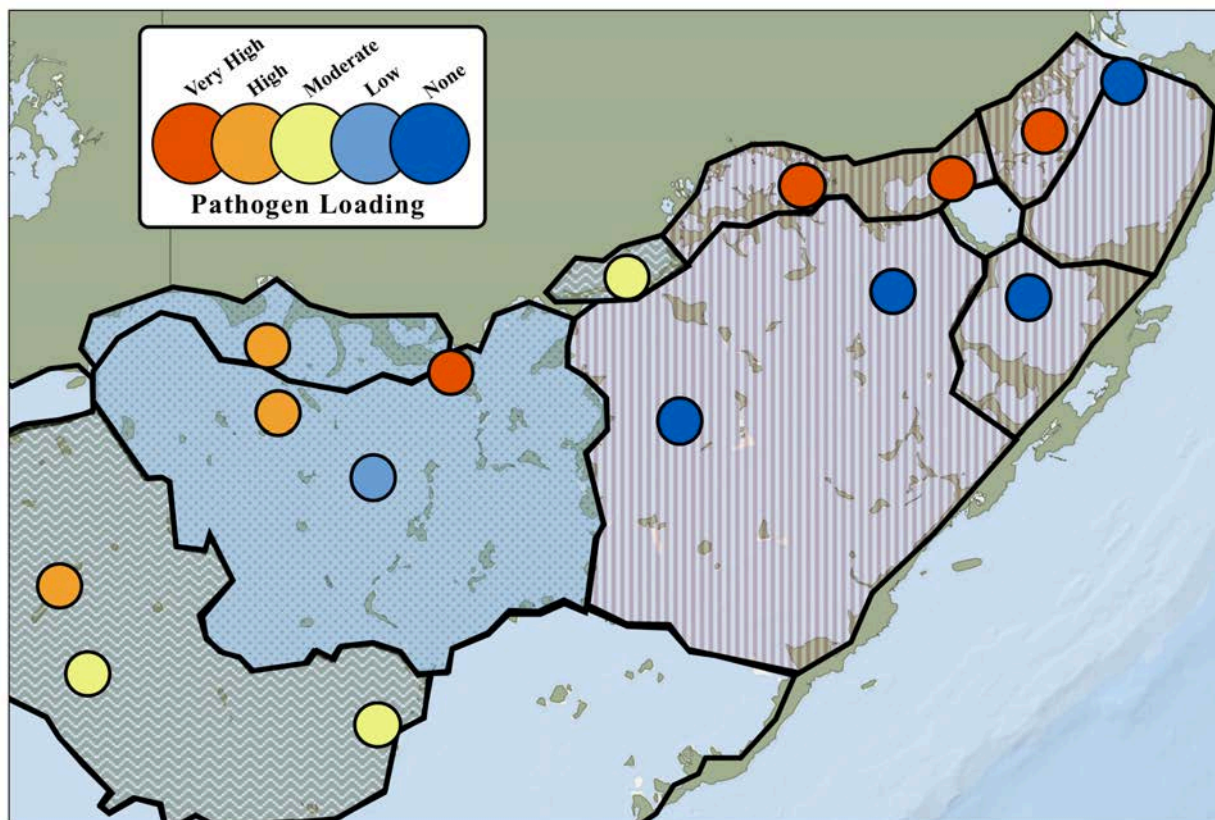 Very High
High
Moderate
Low
None
Pathogen Loading